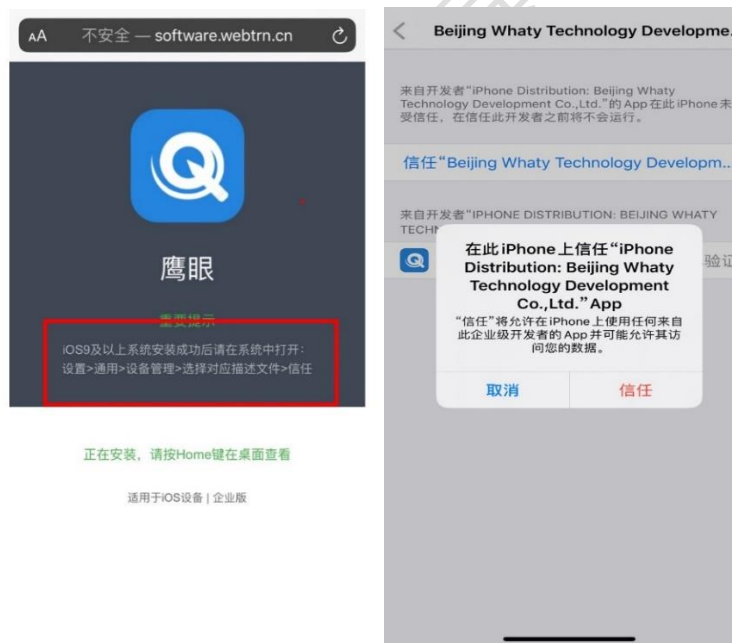 AA 不安全 — software.webtrn.cn
鹰眼
重要提示
iOS9及以上系统安装成功后请在系统中打开：
设置>通用>设备管理>选择对应描述文件>信任
正在安装，请按Home键在桌面查看
适用于iOS设备 | 企业版
Beijing Whaty Technology Developme.
来自开发者“iPhone Distribution: Beijing Whaty
Technology Development Co.,Ltd.”的 App 在此 iPhone 未
受信任，在信任此开发者之前将不会运行。
信任“Beijing Whaty Technology Developm...
来自开发者“IPHONE DISTRIBUTION: BEIJING WHATY
TECHN
验证
在此 iPhone 上信任“iPhone
Distribution: Beijing Whaty
Technology Development
Co.,Ltd.” App
“信任”将允许在 iPhone 上使用任何来自
此企业级开发者的 App 并可能允许其访
问您的数据。
取消 信任